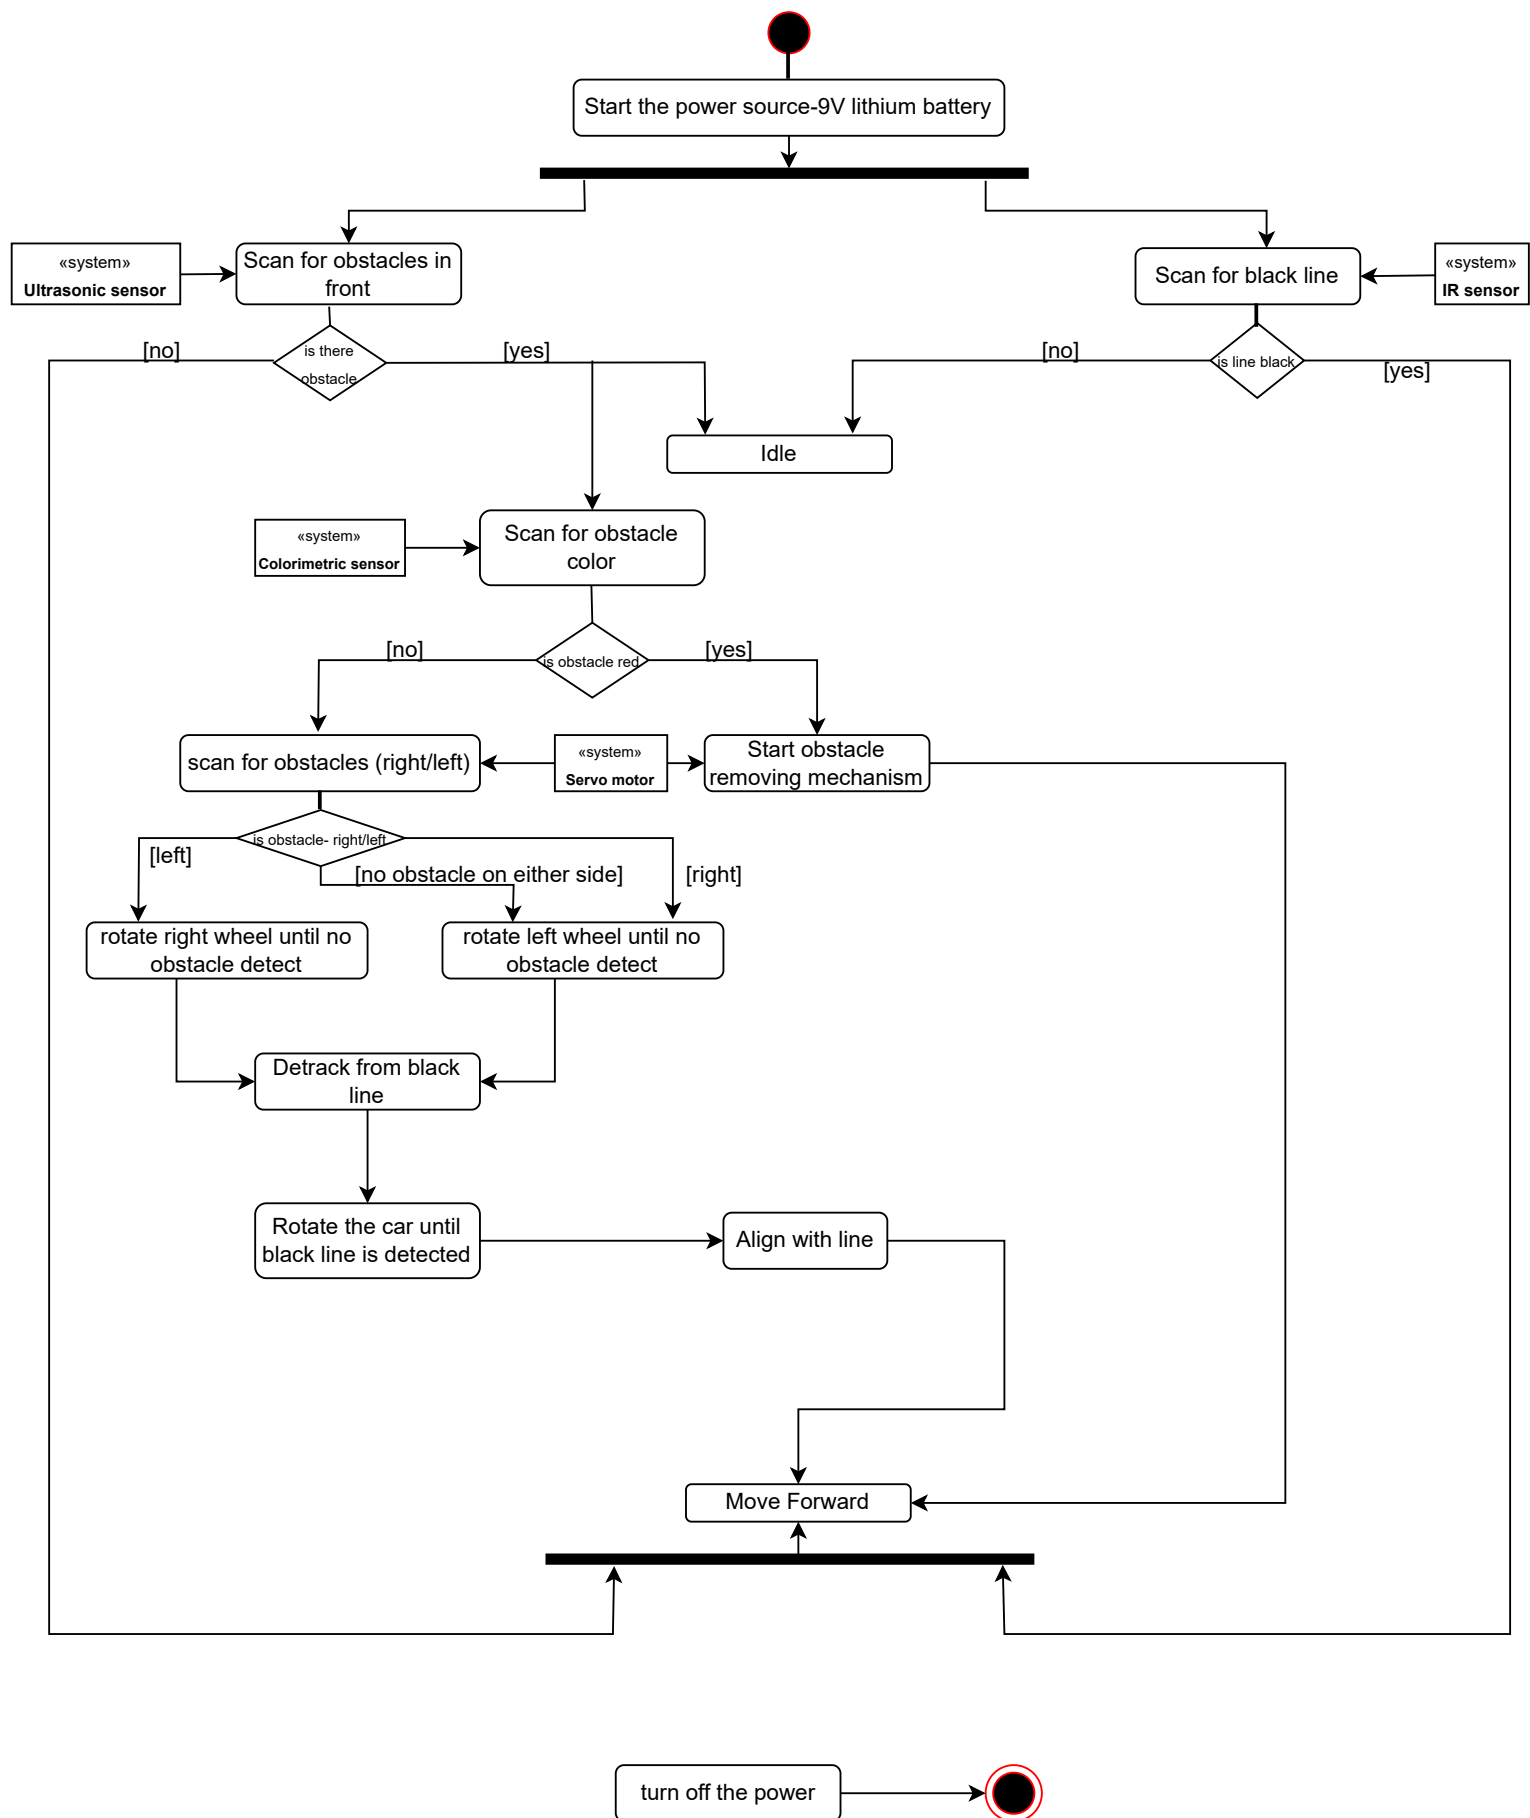 Start the power source-9V lithium battery
«system»
Ultrasonic sensor
Scan for obstacles in
front
Scan for black line
«system»
IR sensor
[no]
is there
obstacle
[yes]
[no]
is line black
[yes]
Idle
«system»
Colorimetric sensor
Scan for obstacle
color
[no]
is obstacle red
[yes]
scan for obstacles (right/left)
«system»
Servo motor
Start obstacle
removing mechanism
is obstacle- right/left
[left]
[no obstacle on either side]
[right]
rotate right wheel until no
obstacle detect
rotate left wheel until no
obstacle detect
Detrack from black
line
Rotate the car until
black line is detected
Align with line
Move Forward
turn off the power